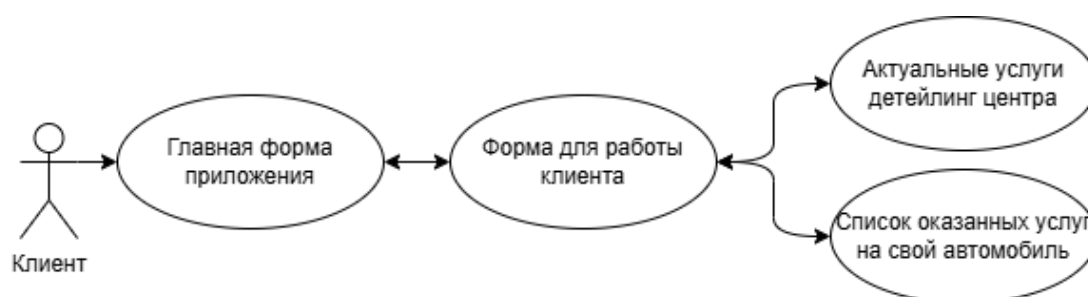 Клиент
Главная форма
приложения
Форма для работы
клиента
Актуальные услуги
детейлинг центра
Список оказанных услуг
на свой автомобиль